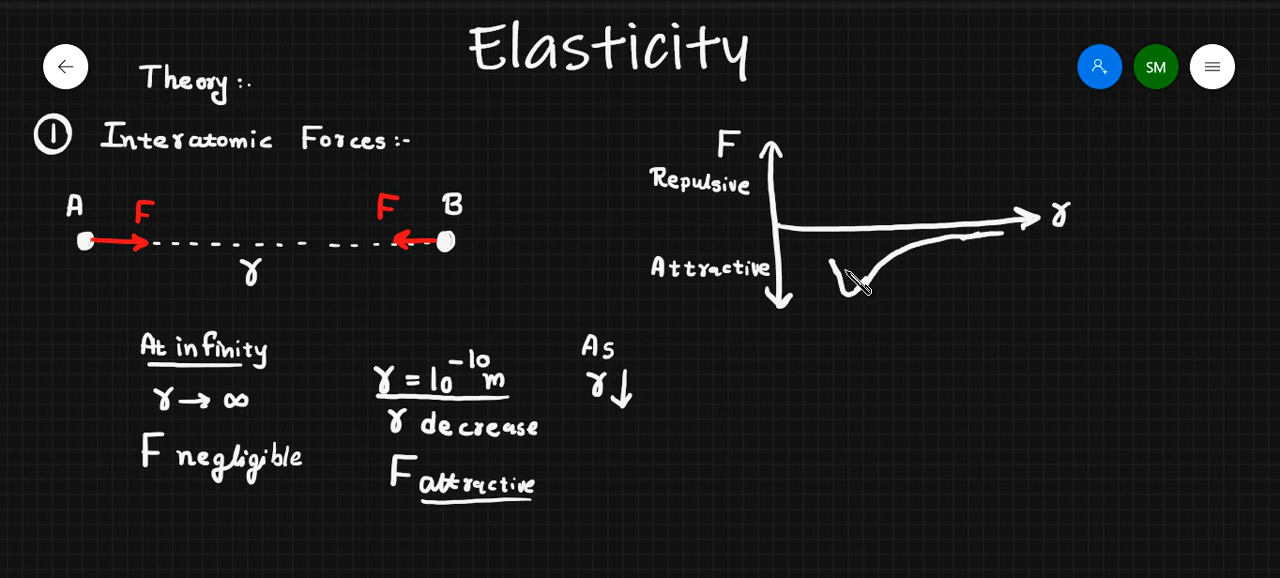 Elasticity
Theory:-
① Interatomic Forces:-
A F F B
r
F
Repulsive
r
Attractive
At infinity
r → ∞
F negligible
r = 10⁻¹⁰ m
r decrease
F attractive
As
r ↓
SM